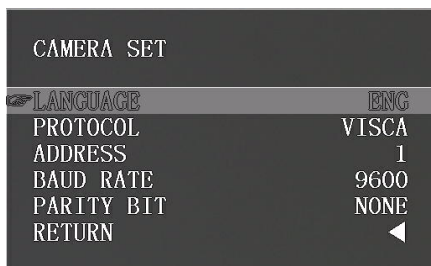 CAMERA SET
LANGUAGE ENG
PROTOCOL VISCA
ADDRESS 1
BAUD RATE 9600
PARITY BIT NONE
RETURN